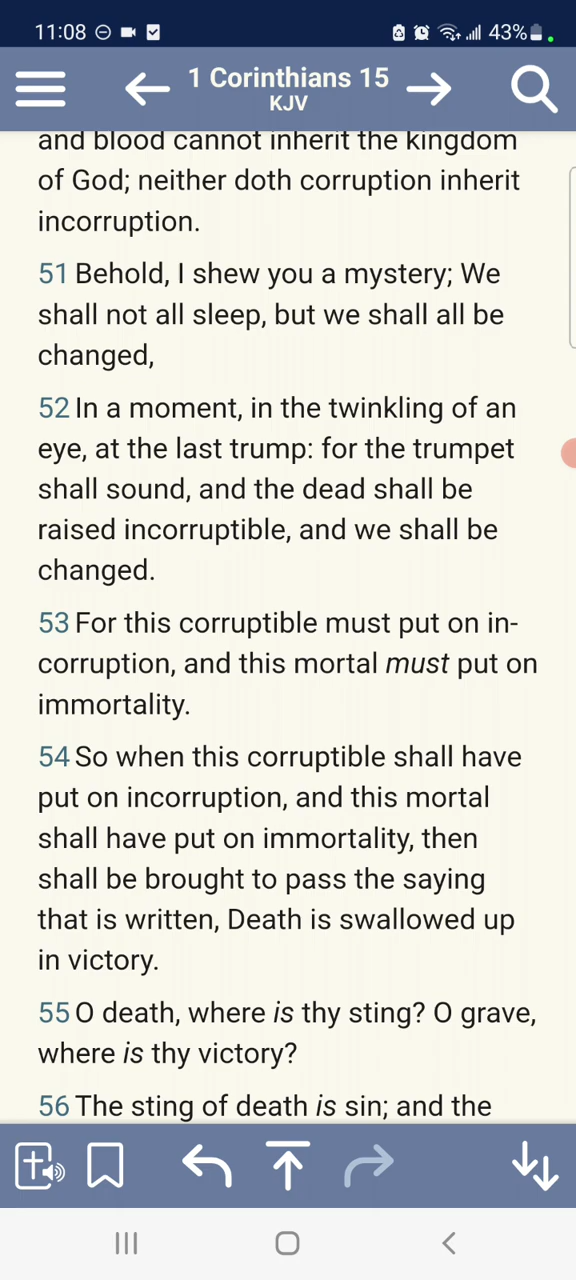 11:08 43%
1 Corinthians 15
KJV
and blood cannot inherit the kingdom
of God; neither doth corruption inherit
incorruption.
51 Behold, I shew you a mystery; We
shall not all sleep, but we shall all be
changed,
52 In a moment, in the twinkling of an
eye, at the last trump: for the trumpet
shall sound, and the dead shall be
raised incorruptible, and we shall be
changed.
53 For this corruptible must put on in-
corruption, and this mortal must put on
immortality.
54 So when this corruptible shall have
put on incorruption, and this mortal
shall have put on immortality, then
shall be brought to pass the saying
that is written, Death is swallowed up
in victory.
55 O death, where is thy sting? O grave,
where is thy victory?
56 The sting of death is sin; and the